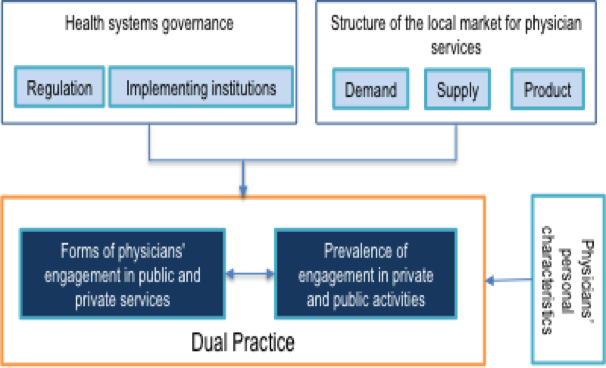 Health systems governance
Regulation
Implementing institutions
Structure of the local market for physician
services
Demand
Supply
Product
Forms of physicians'
engagement in public and
private services
Prevalence of
engagement in private
and public activities
Dual Practice
Physicians'
personal
characteristics